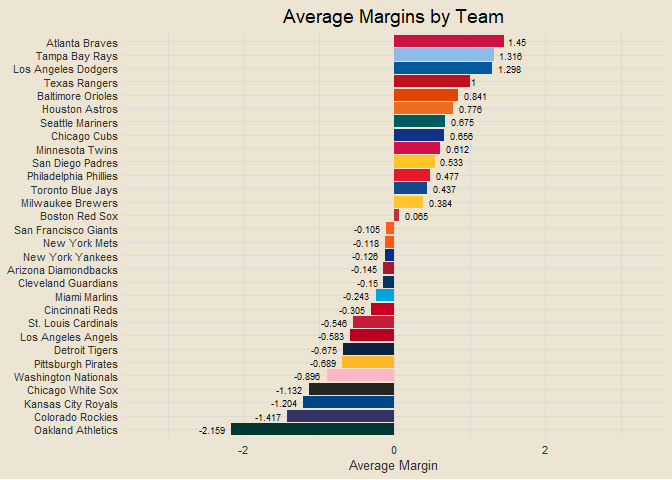 Average Margins by Team
Atlanta Braves 1.45
Tampa Bay Rays 1.316
Los Angeles Dodgers 1.298
Texas Rangers 1
Baltimore Orioles 0.841
Houston Astros 0.776
Seattle Mariners 0.675
Chicago Cubs 0.656
Minnesota Twins 0.612
San Diego Padres 0.533
Philadelphia Phillies 0.477
Toronto Blue Jays 0.437
Milwaukee Brewers 0.384
Boston Red Sox 0.065
San Francisco Giants -0.105
New York Mets -0.118
New York Yankees -0.126
Arizona Diamondbacks -0.145
Cleveland Guardians -0.15
Miami Marlins -0.243
Cincinnati Reds -0.305
St. Louis Cardinals -0.546
Los Angeles Angels -0.583
Detroit Tigers -0.675
Pittsburgh Pirates -0.689
Washington Nationals -0.896
Chicago White Sox -1.132
Kansas City Royals -1.204
Colorado Rockies -1.417
Oakland Athletics -2.159
-2 0 2
Average Margin